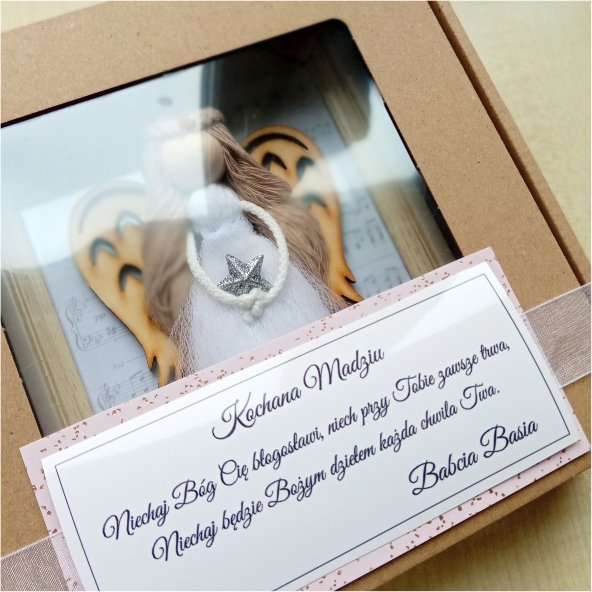 Kochana Madziu
Niechaj Bóg Cię błogosławi, niech przy Tobie zawsze trwa,
Niechaj będzie Bożym dziełem każda chwila Twa.
Babcia Basia